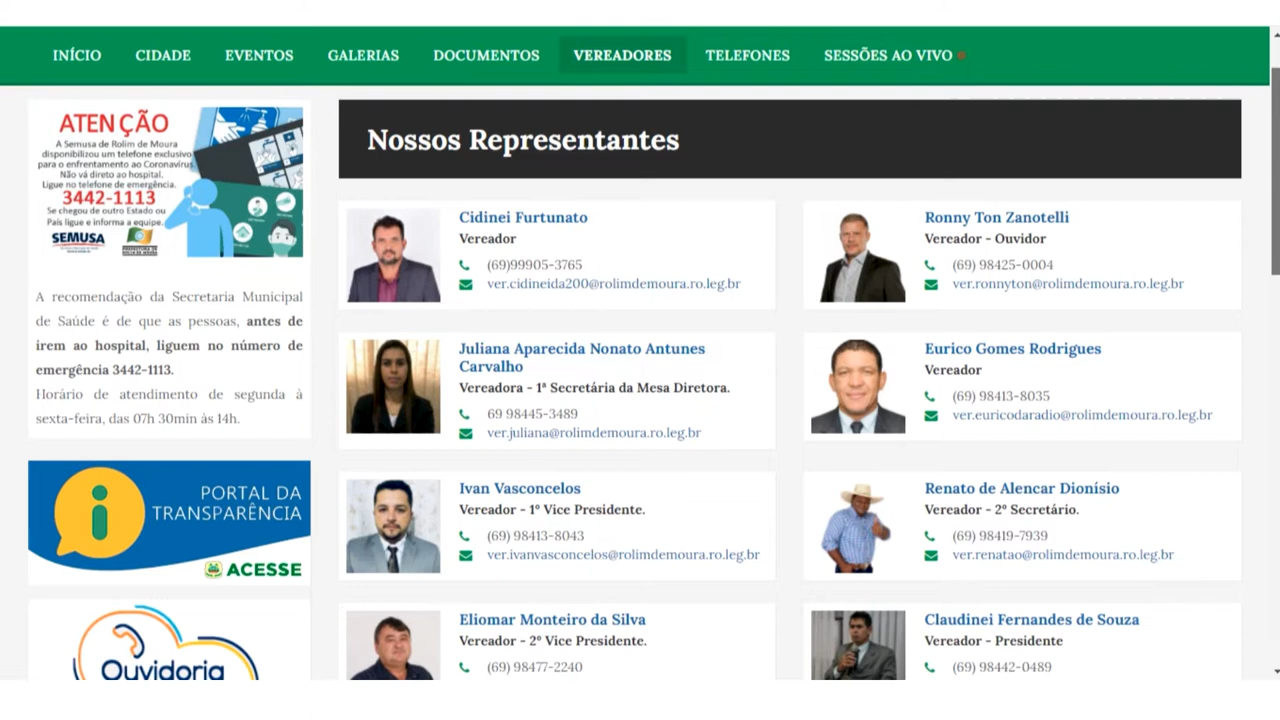 INÍCIO CIDADE EVENTOS GALERIAS DOCUMENTOS VEREADORES TELEFONES SESSÕES AO VIVO
ATENÇÃO
A Semusa de Rolim de Moura
disponibilizou um telefone exclusivo
para o enfrentamento ao Coronavírus
Não vá direto ao hospital.
Ligue no telefone de emergência.
3442-1113
Se chegou de outro Estado ou
País ligue e informa a equipe.
SEMUSA
A recomendação da Secretaria Municipal
de Saúde é de que as pessoas, antes de
irem ao hospital, liguem no número de
emergência 3442-1113.
Horário de atendimento de segunda à
sexta-feira, das 07h 30min às 14h.
PORTAL DA
TRANSPARÊNCIA
ACESSE
Ouvidoria
Nossos Representantes
Cidinei Furtunato
Vereador
(69)99905-3765
ver.cidineida200@rolimdemoura.ro.leg.br
Ronny Ton Zanotelli
Vereador - Ouvidor
(69) 98425-0004
ver.ronnyton@rolimdemoura.ro.leg.br
Juliana Aparecida Nonato Antunes
Carvalho
Vereadora - 1ª Secretária da Mesa Diretora.
69 98445-3489
ver.juliana@rolimdemoura.ro.leg.br
Eurico Gomes Rodrigues
Vereador
(69) 98413-8035
ver.euricodaradio@rolimdemoura.ro.leg.br
Ivan Vasconcelos
Vereador - 1º Vice Presidente.
(69) 98413-8043
ver.ivanvasconcelos@rolimdemoura.ro.leg.br
Renato de Alencar Dionísio
Vereador - 2º Secretário.
(69) 98419-7939
ver.renatao@rolimdemoura.ro.leg.br
Eliomar Monteiro da Silva
Vereador - 2º Vice Presidente.
(69) 98477-2240
Claudinei Fernandes de Souza
Vereador - Presidente
(69) 98442-0489